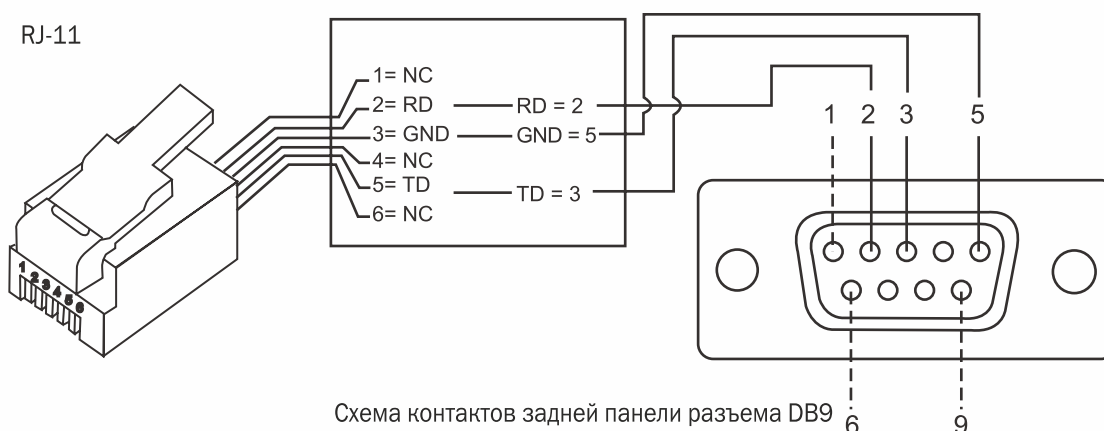 RJ-11
1= NC
2= RD RD = 2
3= GND GND = 5
4= NC
5= TD TD = 3
6= NC
1 2 3 5
1 2 3 4 5 6
Схема контактов задней панели разъема DB9
6 9